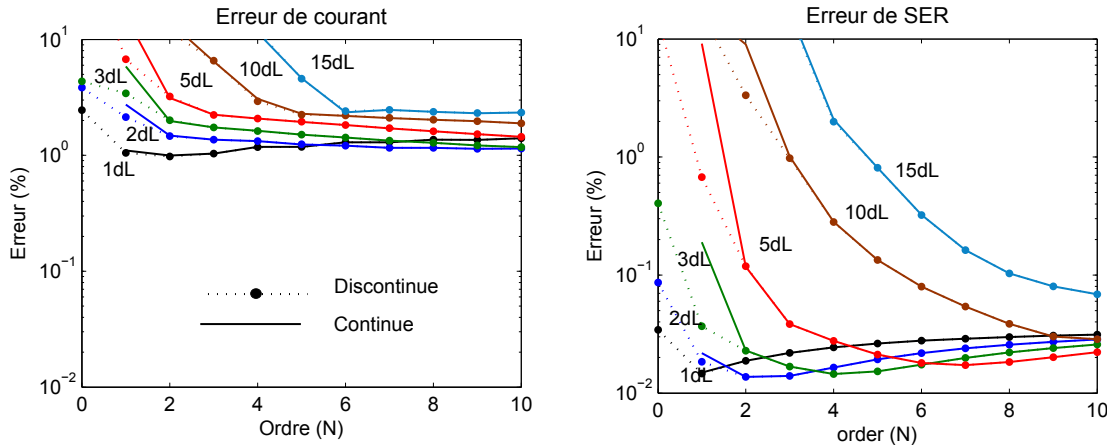 Erreur de courant
10^1
10^0
10^-1
10^-2
Erreur (%)
0 2 4 6 8 10
Ordre (N)
3dL
2dL
1dL
5dL
10dL
15dL
Discontinue
Continue
Erreur de SER
10^1
10^0
10^-1
10^-2
Erreur (%)
0 2 4 6 8 10
order (N)
3dL
2dL
1dL
5dL
10dL
15dL